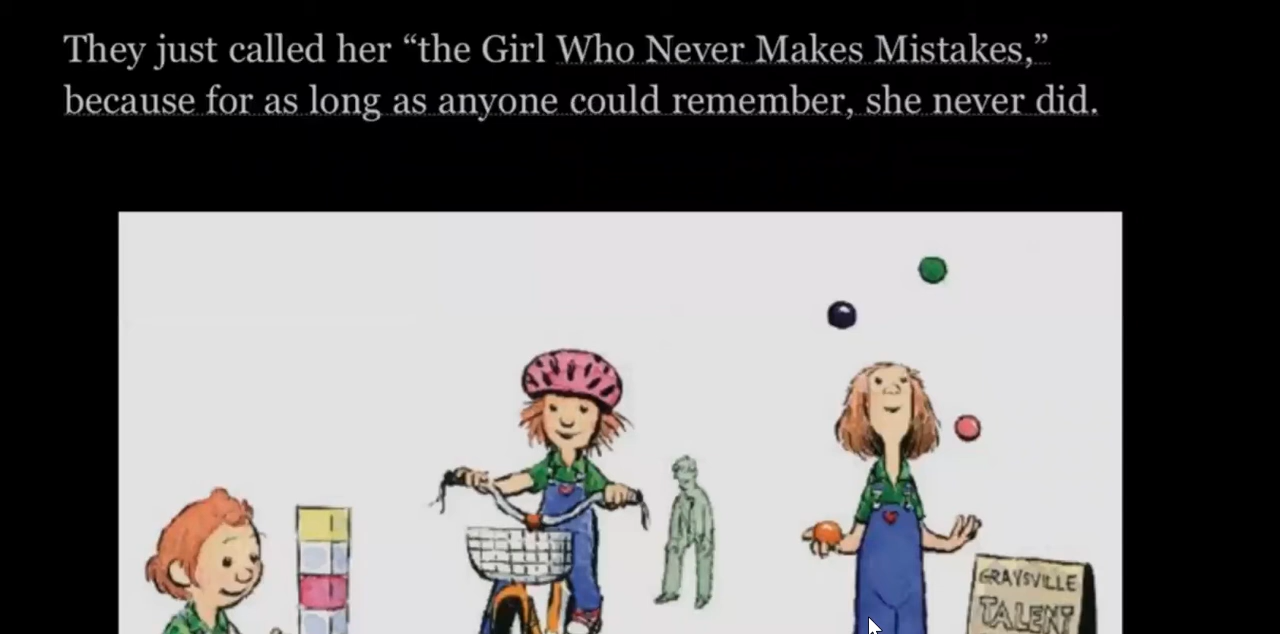 They just called her “the Girl Who Never Makes Mistakes,”
because for as long as anyone could remember, she never did.
GRAYSVILLE
TALENT